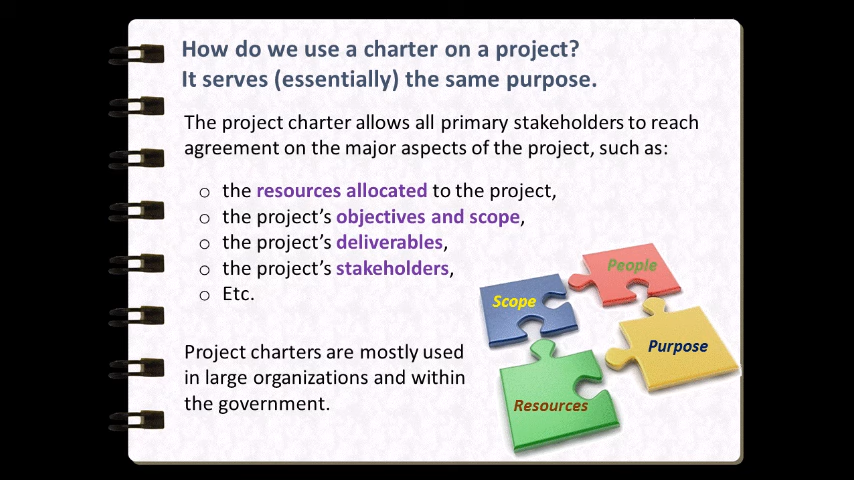 How do we use a charter on a project?
It serves (essentially) the same purpose.
The project charter allows all primary stakeholders to reach
agreement on the major aspects of the project, such as:
o the resources allocated to the project,
o the project's objectives and scope,
o the project's deliverables,
o the project's stakeholders,
o Etc.
People
Scope
Purpose
Resources
Project charters are mostly used
in large organizations and within
the government.